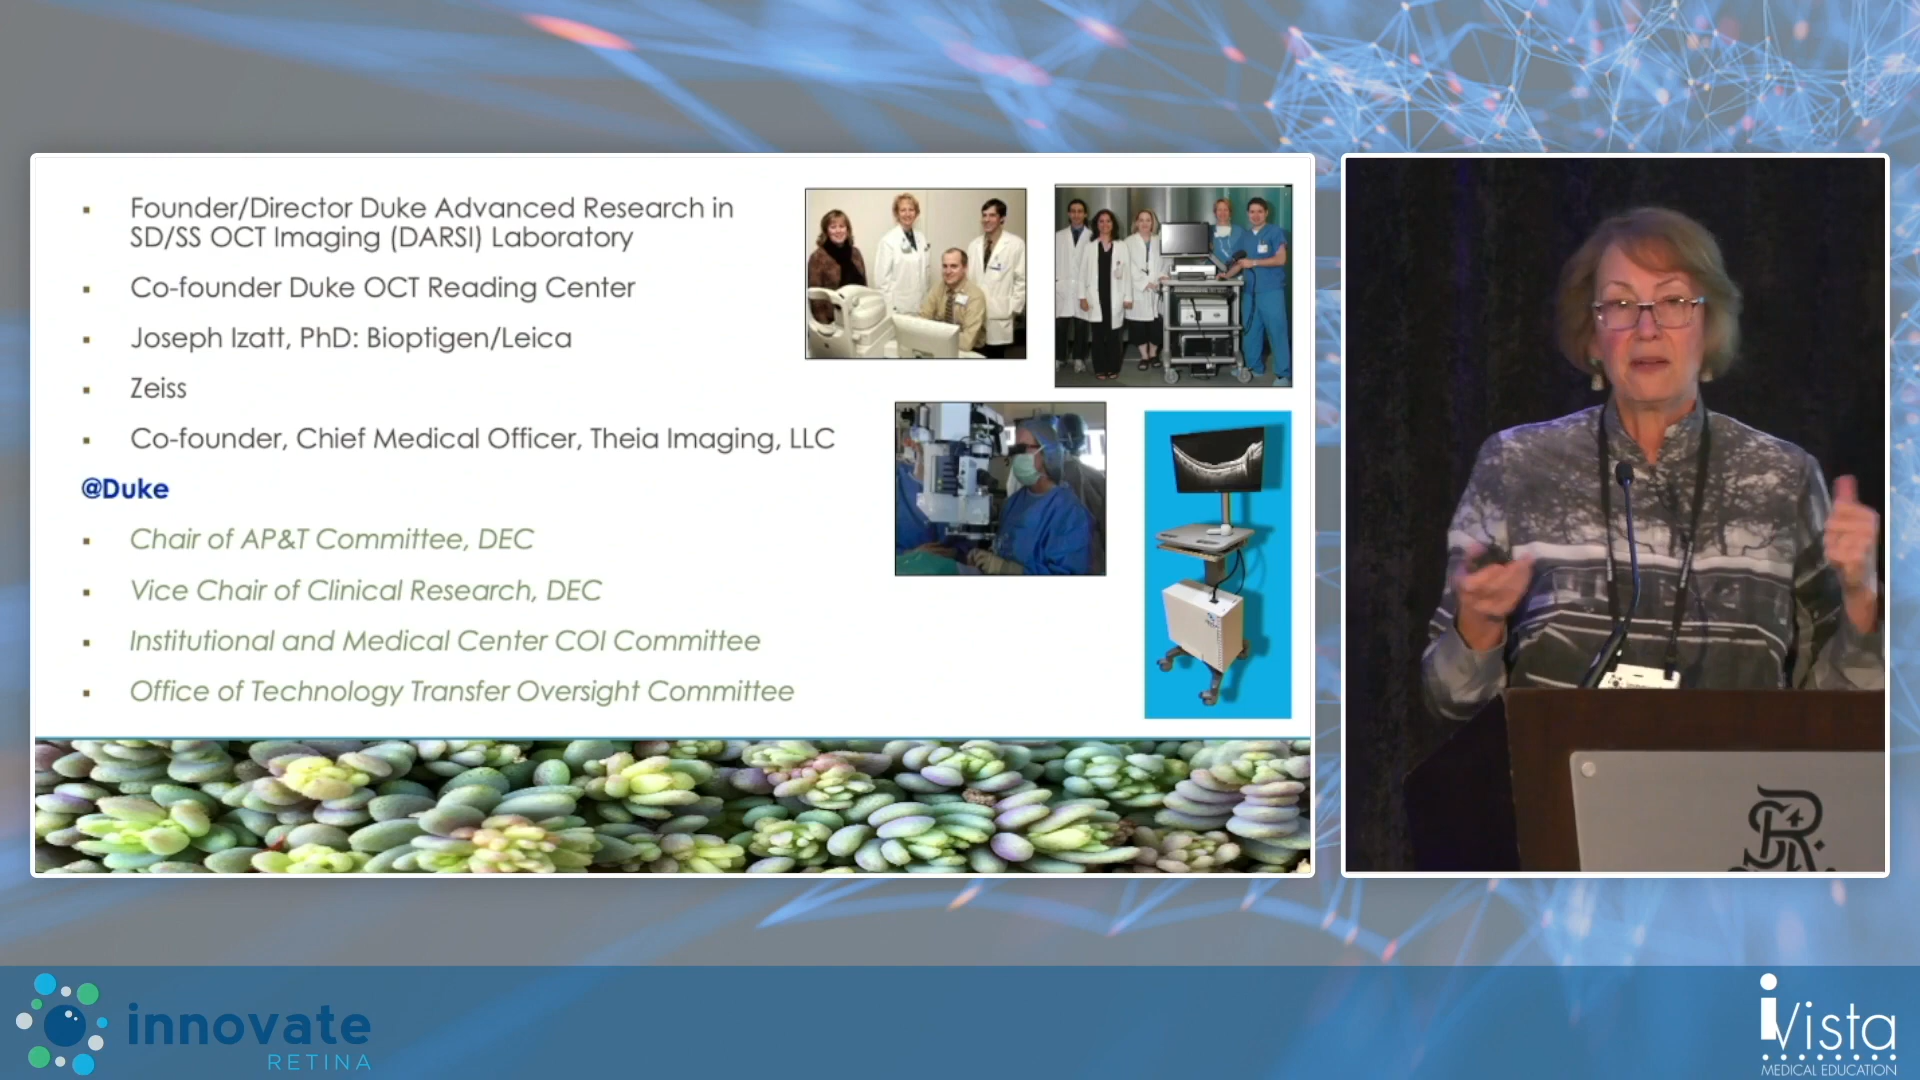 Founder/Director Duke Advanced Research in
SD/SS OCT Imaging (DARSI) Laboratory
Co-founder Duke OCT Reading Center
Joseph Izatt, PhD: Bioptigen/Leica
Zeiss
Co-founder, Chief Medical Officer, Theia Imaging, LLC
@Duke
Chair of AP&T Committee, DEC
Vice Chair of Clinical Research, DEC
Institutional and Medical Center COI Committee
Office of Technology Transfer Oversight Committee
innovate
RETINA
iVista
MEDICAL EDUCATION